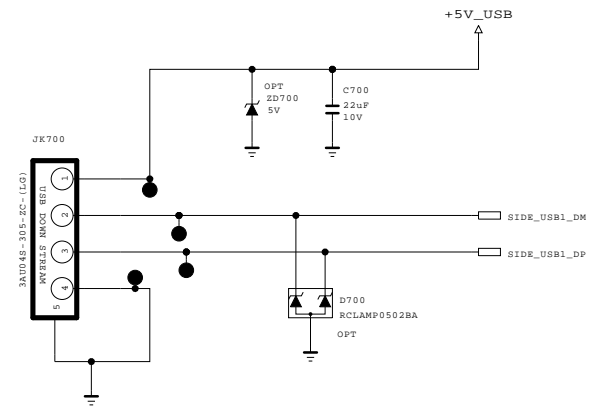 +5V_USB
OPT
ZD700
5V
C700
22uF
10V
JK700
3AU04S-305-ZC-(LG)
USB DOWN STREAM
1
2
3
4
5
SIDE_USB1_DM
SIDE_USB1_DP
D700
RCLAMP0502BA
OPT